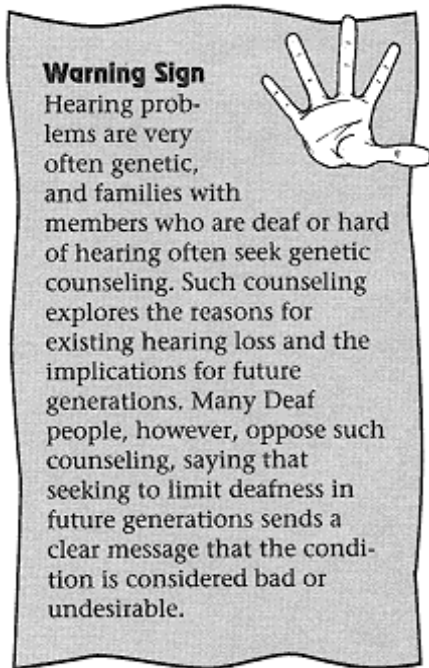 Warning Sign
Hearing prob-
lems are very
often genetic,
and families with
members who are deaf or hard
of hearing often seek genetic
counseling. Such counseling
explores the reasons for
existing hearing loss and the
implications for future
generations. Many Deaf
people, however, oppose such
counseling, saying that
seeking to limit deafness in
future generations sends a
clear message that the condi-
tion is considered bad or
undesirable.